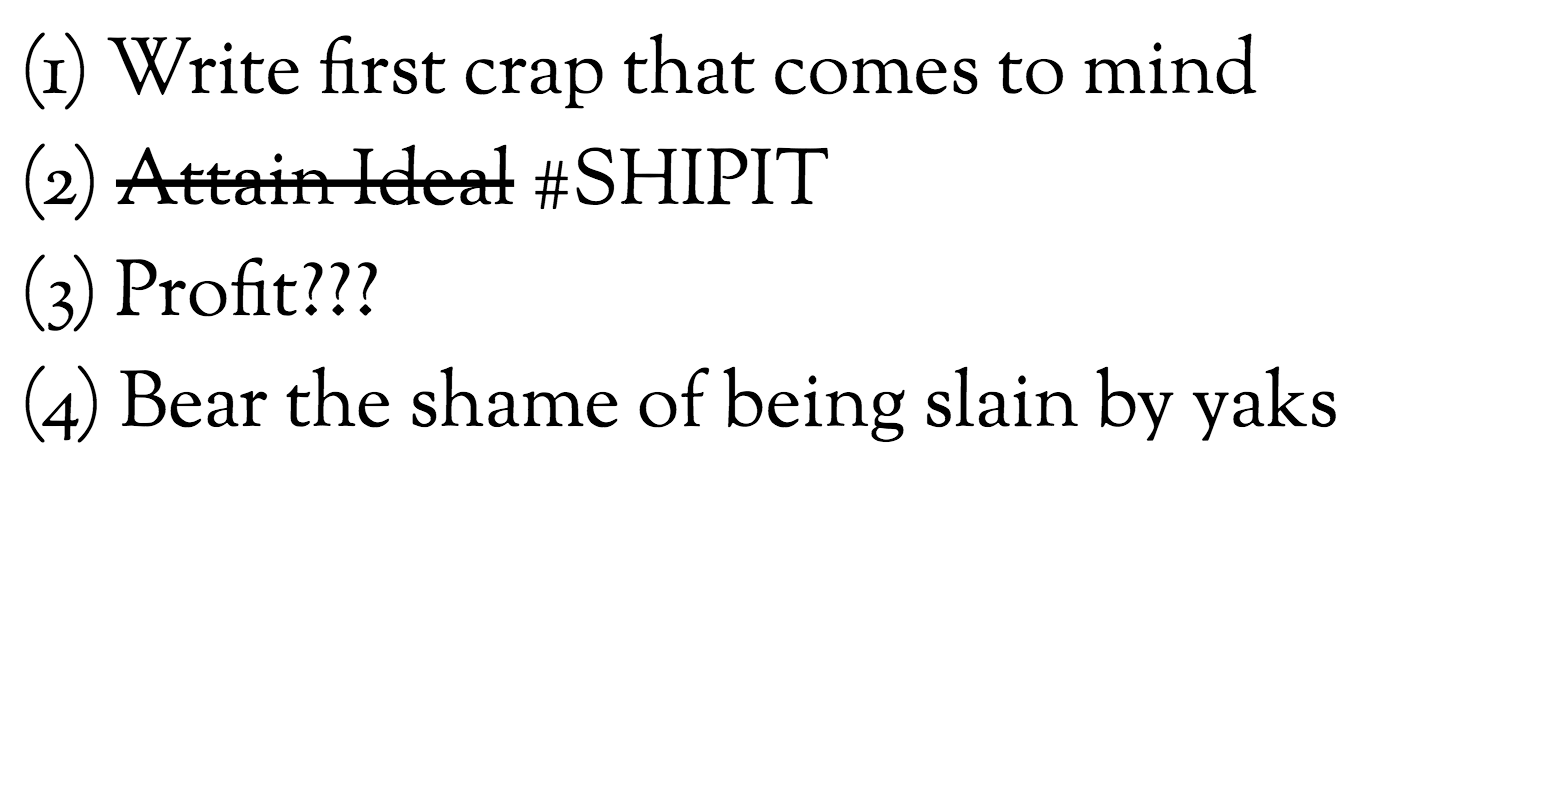 (1) Write first crap that comes to mind
(2) Attain Ideal #SHIPIT
(3) Profit???
(4) Bear the shame of being slain by yaks